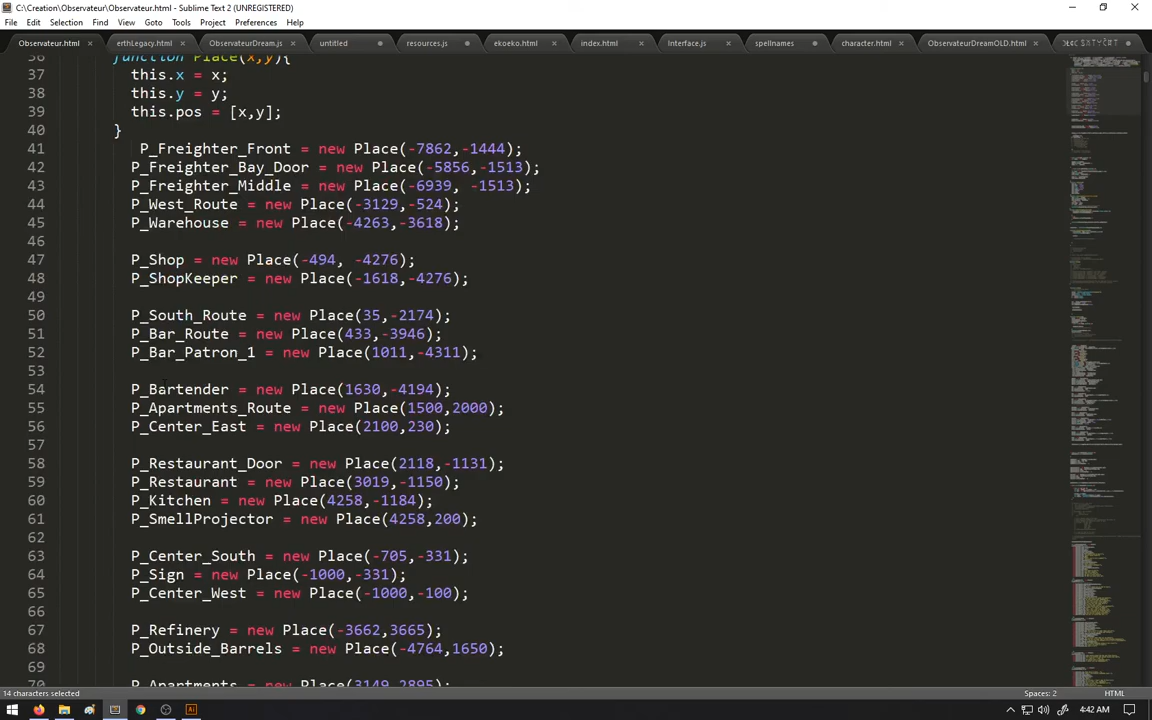 C:\Creation\Observateur\Observateur.html - Sublime Text 2 (UNREGISTERED)
File Edit Selection Find View Goto Tools Project Preferences Help
Observateur.html erthLegacy.html ObservateurDream.js untitled resources.js ekoeko.html index.html Interface.js spellnames character.html ObservateurDreamOLD.html
36 function Place(x,y){
37 this.x = x;
38 this.y = y;
39 this.pos = [x,y];
40 }
41 P_Freighter_Front = new Place(-7862,-1444);
42 P_Freighter_Bay_Door = new Place(-5856,-1513);
43 P_Freighter_Middle = new Place(-6939, -1513);
44 P_West_Route = new Place(-3129,-524);
45 P_Warehouse = new Place(-4263,-3618);
46
47 P_Shop = new Place(-494, -4276);
48 P_ShopKeeper = new Place(-1618,-4276);
49
50 P_South_Route = new Place(35,-2174);
51 P_Bar_Route = new Place(433,-3946);
52 P_Bar_Patron_1 = new Place(1011,-4311);
53
54 P_Bartender = new Place(1630,-4194);
55 P_Apartments_Route = new Place(1500,2000);
56 P_Center_East = new Place(2100,230);
57
58 P_Restaurant_Door = new Place(2118,-1131);
59 P_Restaurant = new Place(3019,-1150);
60 P_Kitchen = new Place(4258,-1184);
61 P_SmellProjector = new Place(4258,200);
62
63 P_Center_South = new Place(-705,-331);
64 P_Sign = new Place(-1000,-331);
65 P_Center_West = new Place(-1000,-100);
66
67 P_Refinery = new Place(-3662,3665);
68 P_Outside_Barrels = new Place(-4764,1650);
69
P_Apartments = new Place(3149,2895);
14 characters selected Spaces: 2 HTML
4:42 AM